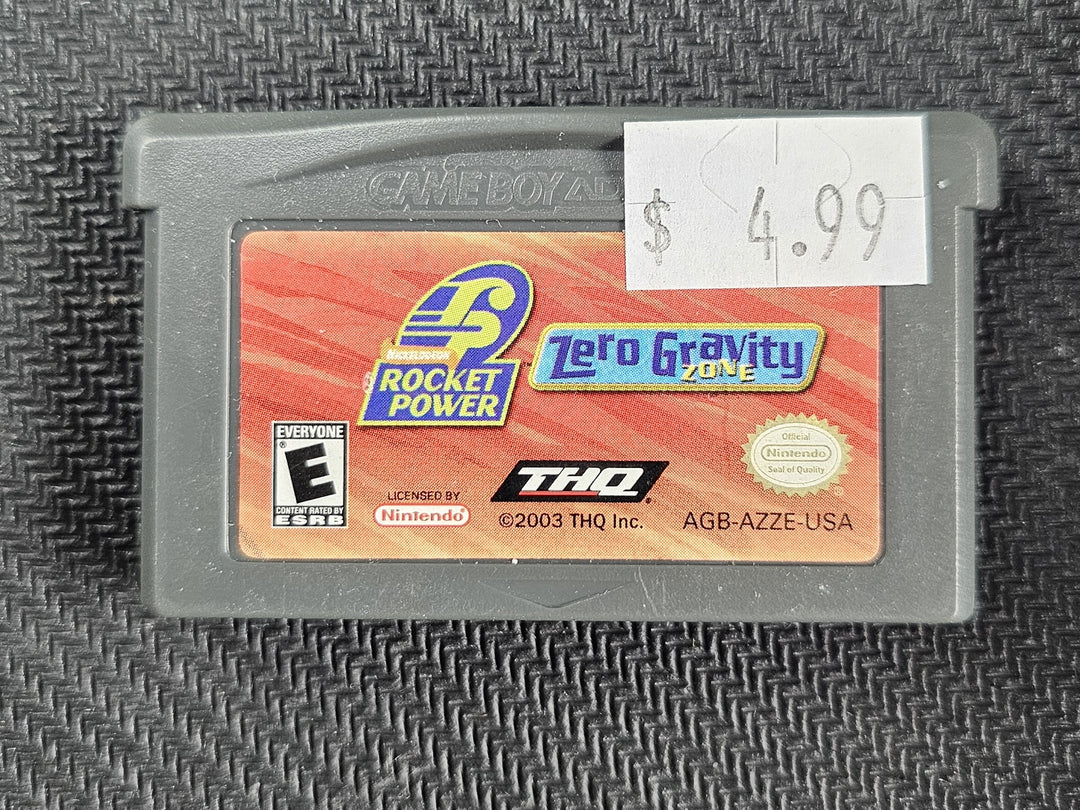 GAME BOY AD
$ 4.99
NICKELODEON
ROCKET
POWER
™
Zero Gravity
ZONE
EVERYONE
E
®
CONTENT RATED BY
ESRB
LICENSED BY
Nintendo®
THQ®
©2003 THQ Inc.
Official
Nintendo
Seal of Quality
AGB-AZZE-USA